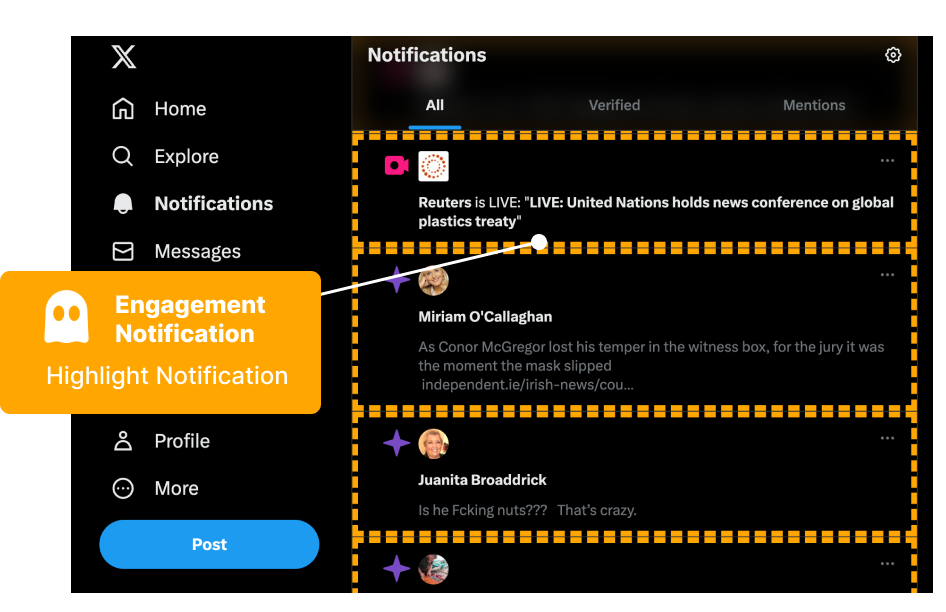 Notifications
All
Verified
Mentions
Home
Explore
Notifications
Messages
Engagement
Notification
Highlight Notification
Profile
More
Post
Reuters is LIVE: "LIVE: United Nations holds news conference on global
plastics treaty"
Miriam O'Callaghan
As Conor McGregor lost his temper in the witness box, for the jury it was
the moment the mask slipped
independent.ie/irish-news/cou…
Juanita Broaddrick
Is he Fcking nuts???   That's crazy.